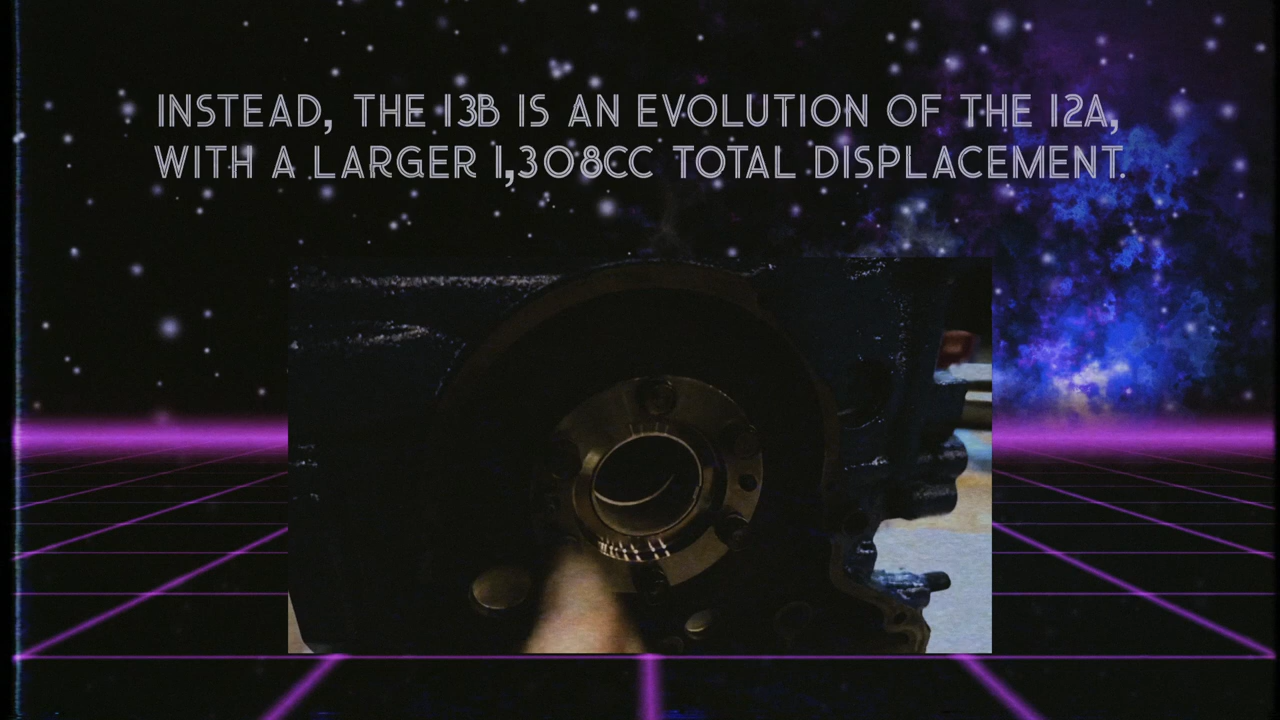 INSTEAD, THE 13B IS AN EVOLUTION OF THE 12A,
WITH A LARGER 1,308CC TOTAL DISPLACEMENT.